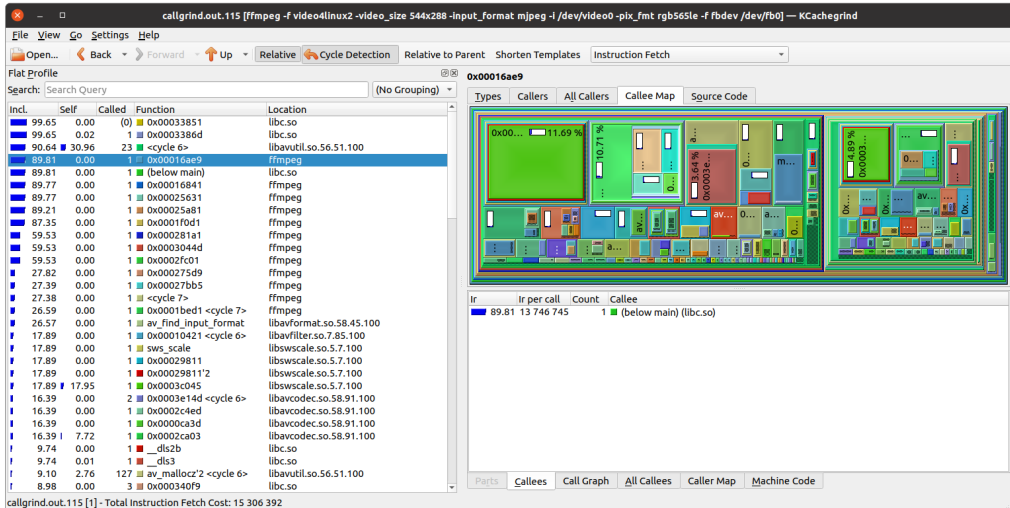 callgrind.out.115 [ffmpeg -f video4linux2 -video_size 544x288 -input_format mjpeg -i /dev/video0 -pix_fmt rgb565le -f fbdev /dev/fb0] — KCachegrind
File View Go Settings Help
Open... Back Forward Up Relative Cycle Detection Relative to Parent Shorten Templates Instruction Fetch
Flat Profile
Search: Search Query (No Grouping)
Incl. Self Called Function Location
99.65 0.00 (0) 0x00033851 libc.so
99.65 0.02 1 0x0003386d libc.so
90.64 30.96 23 <cycle 6> libavutil.so.56.51.100
89.81 0.00 1 0x00016ae9 ffmpeg
89.81 0.00 1 (below main) libc.so
89.77 0.00 1 0x00016841 ffmpeg
89.77 0.00 1 0x00025631 ffmpeg
89.21 0.00 1 0x00025a81 ffmpeg
87.35 0.00 1 0x0001f0d1 ffmpeg
59.53 0.00 1 0x000281a1 ffmpeg
59.53 0.00 1 0x0003044d ffmpeg
59.53 0.00 1 0x0002fc01 ffmpeg
27.82 0.00 1 0x000275d9 ffmpeg
27.39 0.00 1 0x00027bb5 ffmpeg
27.38 0.00 1 <cycle 7> ffmpeg
26.59 0.00 1 0x0001bed1 <cycle 7> ffmpeg
26.57 0.00 1 av_find_input_format libavformat.so.58.45.100
17.89 0.00 1 0x00010421 <cycle 6> libavfilter.so.7.85.100
17.89 0.00 1 sws_scale libswscale.so.5.7.100
17.89 0.00 1 0x00029811 libswscale.so.5.7.100
17.89 0.00 1 0x00029811'2 libswscale.so.5.7.100
17.89 17.95 1 0x0003c045 libswscale.so.5.7.100
16.39 0.00 2 0x0003e14d <cycle 6> libavcodec.so.58.91.100
16.39 0.00 1 0x0002c4ed libavcodec.so.58.91.100
16.39 0.00 1 0x0000ca3d libavcodec.so.58.91.100
16.39 7.72 1 0x0002ca03 libavcodec.so.58.91.100
9.74 0.00 1 __dls2b libc.so
9.74 0.01 1 __dls3 libc.so
9.10 2.76 127 av_mallocz'2 <cycle 6> libavutil.so.56.51.100
8.98 0.00 3 0x000340f9 libc.so
callgrind.out.115 [1] - Total Instruction Fetch Cost: 15 306 392
0x00016ae9
Types Callers All Callers Callee Map Source Code
0x00... 11.69 %
10.71 %
3.64 %
0x0003e...
m...
4.89 %
0x0003...
0...
av...
a...
Ir Ir per call Count Callee
89.81 13 746 745 1 (below main) (libc.so)
Parts Callees Call Graph All Callees Caller Map Machine Code